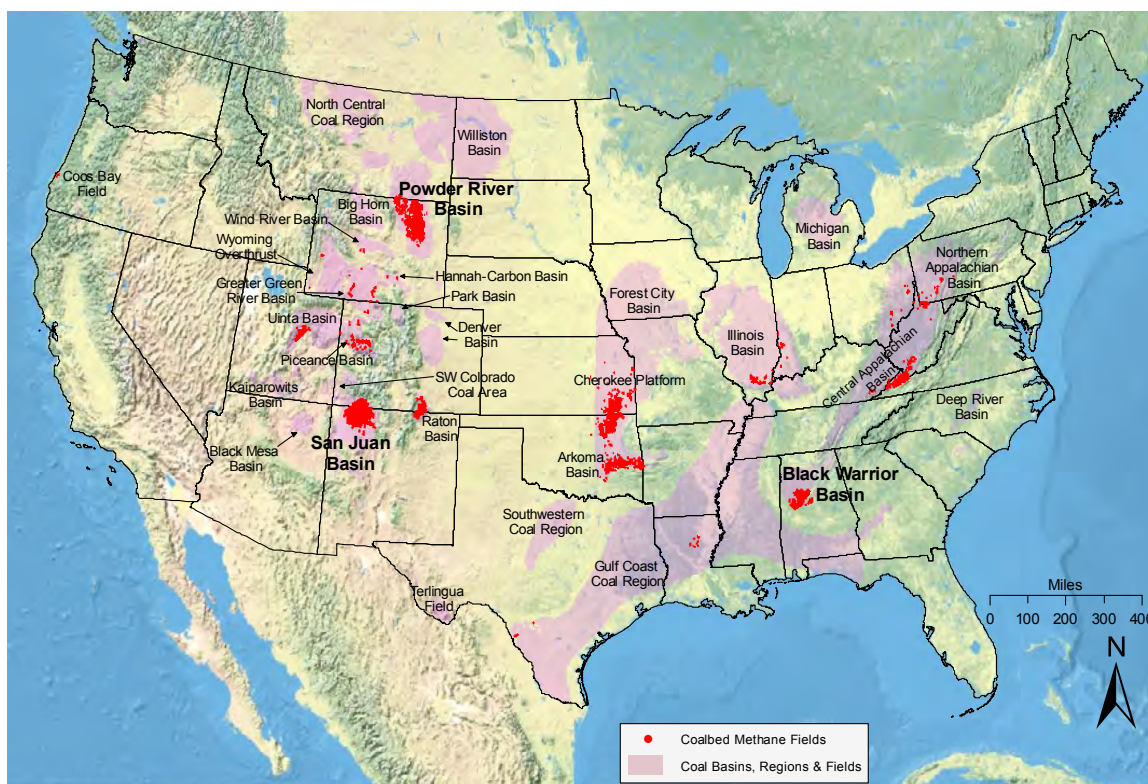 North Central
Coal Region
Williston
Basin
Coos Bay
Field
Powder River
Basin
Big Horn
Basin
Wind River Basin
Wyoming
Overthrust
Michigan
Basin
Northern
Appalachian
Basin
Hannah-Carbon Basin
Greater Green
River Basin
Park Basin
Forest City
Basin
Uinta Basin
Denver
Basin
Illinois
Basin
Piceance Basin
Central Appalachian
Basin
SW Colorado
Coal Area
Cherokee Platform
Kaiparowits
Basin
Deep River
Basin
Raton
Basin
San Juan
Basin
Black Mesa
Basin
Arkoma
Basin
Black Warrior
Basin
Southwestern
Coal Region
Gulf Coast
Coal Region
Terlingua
Field
Miles
0 100 200 300 400
N
Coalbed Methane Fields
Coal Basins, Regions & Fields